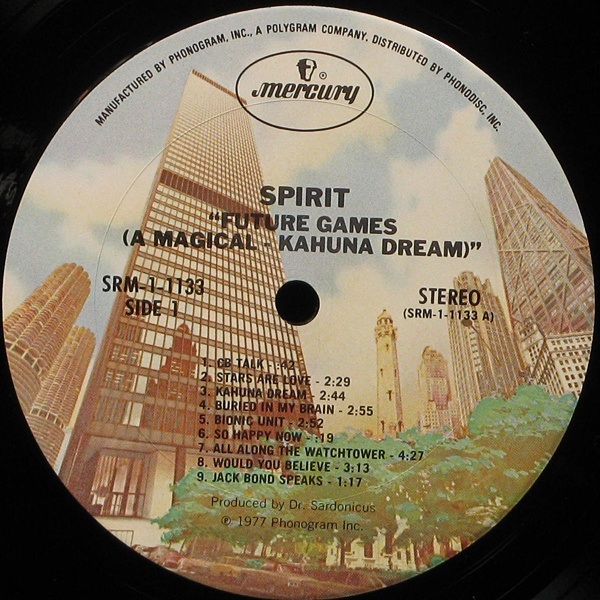 MANUFACTURED BY PHONOGRAM, INC., A POLYGRAM COMPANY, DISTRIBUTED BY PHONODISC, INC.
mercury ®
SPIRIT
"FUTURE GAMES
(A MAGICAL - KAHUNA DREAM)"
SRM-1-1133
SIDE 1
STEREO
(SRM-1-1133 A)
1. CB TALK - :42
2. STARS ARE LOVE - 2:29
3. KAHUNA DREAM - 2:44
4. BURIED IN MY BRAIN - 2:55
5. BIONIC UNIT - 2:52
6. SO HAPPY NOW - :19
7. ALL ALONG THE WATCHTOWER - 4:27
8. WOULD YOU BELIEVE - 3:13
9. JACK BOND SPEAKS - 1:17
Produced by Dr. Sardonicus
℗ 1977 Phonogram Inc.